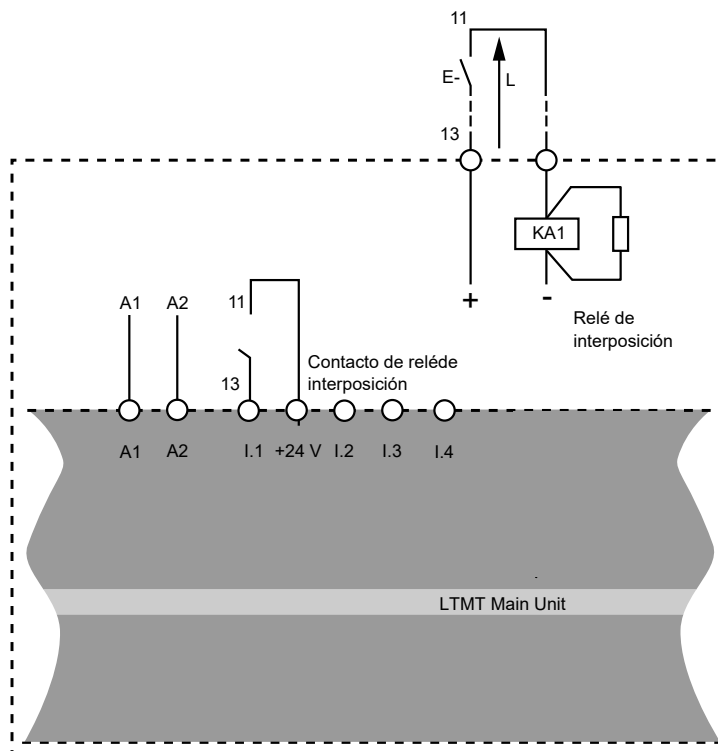 11
E-
L
13
KA1
+
-
Relé de
interposición
A1
A2
11
13
Contacto de reléde
interposición
A1
A2
I.1
+24 V
I.2
I.3
I.4
LTMT Main Unit